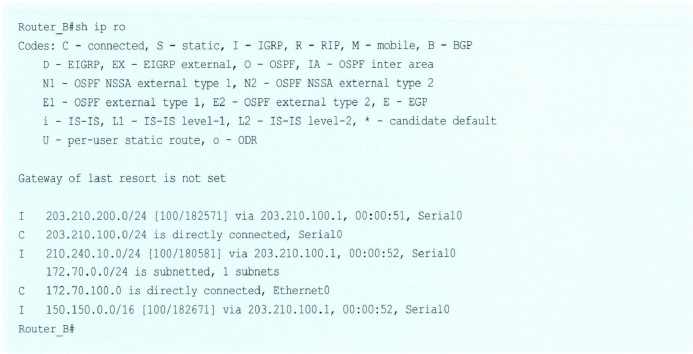 Router_B#sh ip ro
Codes: C - connected, S - static, I - IGRP, R - RIP, M - mobile, B - BGP
D - EIGRP, EX - EIGRP external, O - OSPF, IA - OSPF inter area
N1 - OSPF NSSA external type 1, N2 - OSPF NSSA external type 2
E1 - OSPF external type 1, E2 - OSPF external type 2, E - EGP
i - IS-IS, L1 - IS-IS level-1, L2 - IS-IS level-2, * - candidate default
U - per-user static route, o - ODR
Gateway of last resort is not set
I 203.210.200.0/24 [100/182571] via 203.210.100.1, 00:00:51, Serial0
C 203.210.100.0/24 is directly connected, Serial0
I 210.240.10.0/24 [100/180581] via 203.210.100.1, 00:00:52, Serial0
172.70.0.0/24 is subnetted, 1 subnets
C 172.70.100.0 is directly connected, Ethernet0
I 150.150.0.0/16 [100/182671] via 203.210.100.1, 00:00:52, Serial0
Router_B#